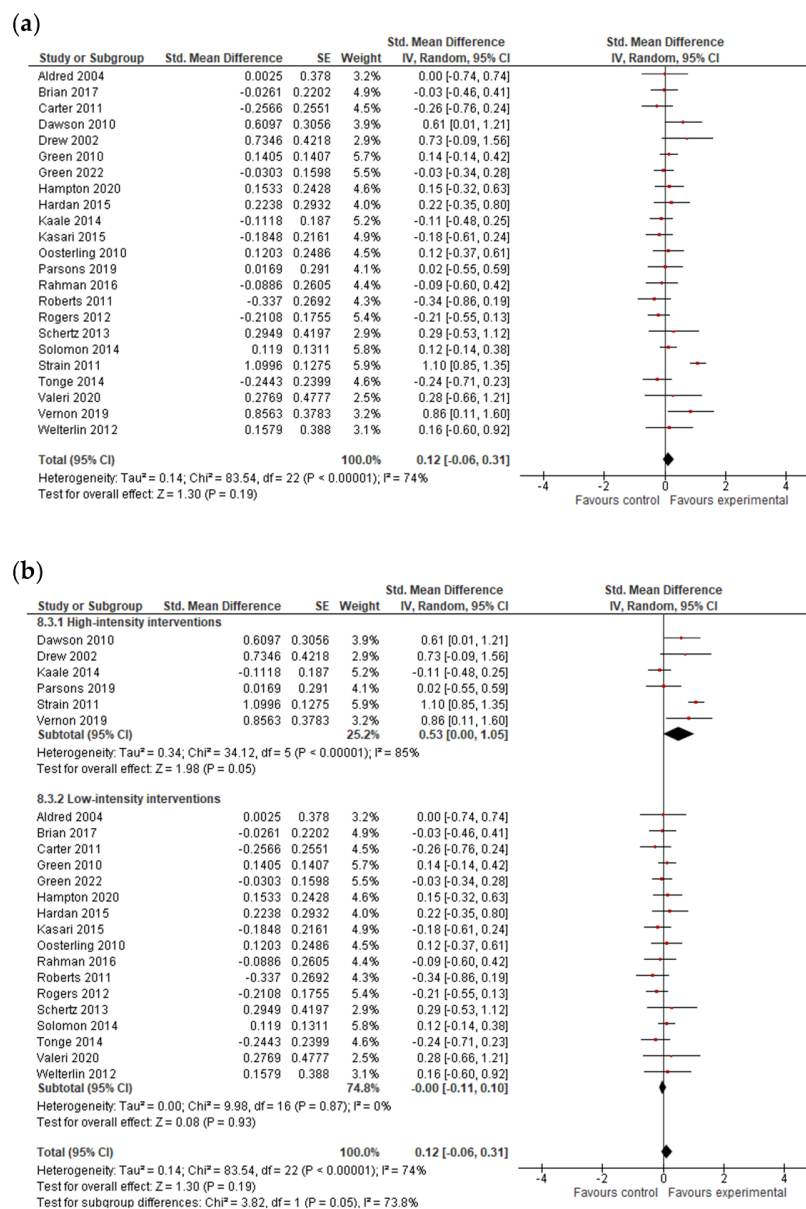 (a)
Std. Mean Difference Std. Mean Difference
Study or Subgroup Std. Mean Difference SE Weight IV, Random, 95% CI IV, Random, 95% CI
Aldred 2004 0.0025 0.378 3.2% 0.00 [-0.74, 0.74]
Brian 2017 -0.0261 0.2202 4.9% -0.03 [-0.46, 0.41]
Carter 2011 -0.2566 0.2551 4.4% -0.26 [-0.76, 0.24]
Dawson 2010 0.6097 0.3056 3.9% 0.61 [0.01, 1.21]
Drew 2002 0.7346 0.4218 2.9% 0.73 [-0.09, 1.56]
Green 2010 0.1405 0.1407 5.7% 0.14 [-0.14, 0.42]
Green 2022 -0.0303 0.1598 5.6% -0.03 [-0.34, 0.28]
Hampton 2020 0.1533 0.2428 4.6% 0.15 [-0.32, 0.63]
Hardan 2015 0.2238 0.2932 4.0% 0.22 [-0.35, 0.80]
Kaale 2014 -0.1118 0.187 5.2% -0.11 [-0.48, 0.25]
Kasari 2015 -0.1848 0.2161 4.9% -0.18 [-0.61, 0.24]
Oosterling 2010 0.1203 0.2486 4.5% 0.12 [-0.37, 0.61]
Parsons 2019 0.0169 0.291 4.1% 0.02 [-0.55, 0.59]
Rahman 2016 -0.0886 0.2605 4.4% -0.09 [-0.60, 0.42]
Roberts 2011 -0.337 0.2692 4.3% -0.34 [-0.86, 0.19]
Rogers 2012 -0.2108 0.1755 5.4% -0.21 [-0.55, 0.13]
Schertz 2013 0.2949 0.4197 2.9% 0.29 [-0.53, 1.12]
Solomon 2014 0.119 0.1311 5.8% 0.12 [-0.14, 0.38]
Strain 2011 1.0996 0.1275 5.8% 1.10 [0.85, 1.35]
Tonge 2014 -0.2443 0.2399 4.6% -0.24 [-0.71, 0.23]
Valeri 2020 0.2769 0.4777 2.5% 0.28 [-0.66, 1.21]
Vernon 2019 0.8563 0.3783 3.2% 0.86 [0.11, 1.60]
Welterlin 2012 0.1579 0.388 3.1% 0.16 [-0.60, 0.92]
Total (95% CI) 100.0% 0.12 [-0.06, 0.31]
Heterogeneity: Tau² = 0.14; Chi² = 83.54, df = 22 (P < 0.00001); I² = 74%
Test for overall effect: Z = 1.30 (P = 0.19)
-4 -2 0 2 4
Favours control Favours experimental
(b)
Std. Mean Difference Std. Mean Difference
Study or Subgroup Std. Mean Difference SE Weight IV, Random, 95% CI IV, Random, 95% CI
8.3.1 High-intensity interventions
Dawson 2010 0.6097 0.3056 3.9% 0.61 [0.01, 1.21]
Drew 2002 0.7346 0.4218 2.9% 0.73 [-0.09, 1.56]
Kaale 2014 -0.1118 0.187 5.2% -0.11 [-0.48, 0.25]
Parsons 2019 0.0169 0.291 4.1% 0.02 [-0.55, 0.59]
Strain 2011 1.0996 0.1275 5.8% 1.10 [0.85, 1.35]
Vernon 2019 0.8563 0.3783 3.2% 0.86 [0.11, 1.60]
Subtotal (95% CI) 25.2% 0.53 [0.00, 1.05]
Heterogeneity: Tau² = 0.34; Chi² = 34.12, df = 5 (P < 0.00001); I² = 85%
Test for overall effect: Z = 1.98 (P = 0.05)
8.3.2 Low-intensity interventions
Aldred 2004 0.0025 0.378 3.2% 0.00 [-0.74, 0.74]
Brian 2017 -0.0261 0.2202 4.9% -0.03 [-0.46, 0.41]
Carter 2011 -0.2566 0.2551 4.4% -0.26 [-0.76, 0.24]
Green 2010 0.1405 0.1407 5.7% 0.14 [-0.14, 0.42]
Green 2022 -0.0303 0.1598 5.6% -0.03 [-0.34, 0.28]
Hampton 2020 0.1533 0.2428 4.6% 0.15 [-0.32, 0.63]
Hardan 2015 0.2238 0.2932 4.0% 0.22 [-0.35, 0.80]
Kasari 2015 -0.1848 0.2161 4.9% -0.18 [-0.61, 0.24]
Oosterling 2010 0.1203 0.2486 4.5% 0.12 [-0.37, 0.61]
Rahman 2016 -0.0886 0.2605 4.4% -0.09 [-0.60, 0.42]
Roberts 2011 -0.337 0.2692 4.3% -0.34 [-0.86, 0.19]
Rogers 2012 -0.2108 0.1755 5.4% -0.21 [-0.55, 0.13]
Schertz 2013 0.2949 0.4197 2.9% 0.29 [-0.53, 1.12]
Solomon 2014 0.119 0.1311 5.8% 0.12 [-0.14, 0.38]
Tonge 2014 -0.2443 0.2399 4.6% -0.24 [-0.71, 0.23]
Valeri 2020 0.2769 0.4777 2.5% 0.28 [-0.66, 1.21]
Welterlin 2012 0.1579 0.388 3.1% 0.16 [-0.60, 0.92]
Subtotal (95% CI) 74.8% -0.00 [-0.11, 0.10]
Heterogeneity: Tau² = 0.00; Chi² = 9.98, df = 16 (P = 0.87); I² = 0%
Test for overall effect: Z = 0.08 (P = 0.93)
Total (95% CI) 100.0% 0.12 [-0.06, 0.31]
Heterogeneity: Tau² = 0.14; Chi² = 83.54, df = 22 (P < 0.00001); I² = 74%
Test for overall effect: Z = 1.30 (P = 0.19)
Test for subgroup differences: Chi² = 3.82, df = 1 (P = 0.05), I² = 73.8%
-4 -2 0 2 4
Favours control Favours experimental